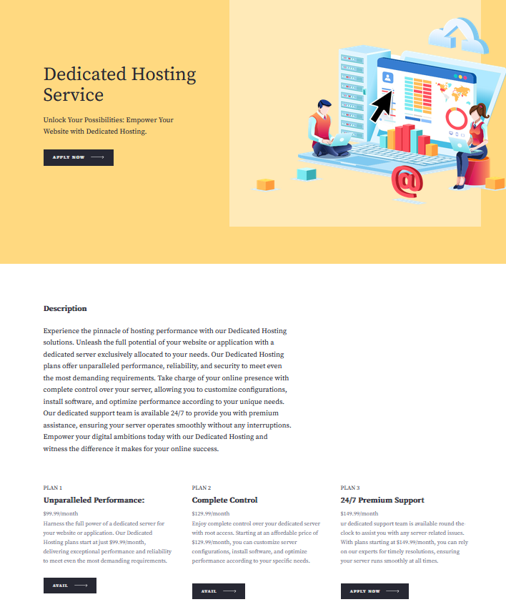 Dedicated Hosting
Service
Unlock Your Possibilities: Empower Your
Website with Dedicated Hosting.
APPLY NOW
@
Description
Experience the pinnacle of hosting performance with our Dedicated Hosting
solutions. Unleash the full potential of your website or application with a
dedicated server exclusively allocated to your needs. Our Dedicated Hosting
plans offer unparalleled performance, reliability, and security to meet even
the most demanding requirements. Take charge of your online presence with
complete control over your server, allowing you to customize configurations,
install software, and optimize performance according to your unique needs.
Our dedicated support team is available 24/7 to provide you with premium
assistance, ensuring your server operates smoothly without any interruptions.
Empower your digital ambitions today with our Dedicated Hosting and
witness the difference it makes for your online success.
PLAN 1
Unparalleled Performance:
$99.99/month
Harness the full power of a dedicated server for
your website or application. Our Dedicated
Hosting plans start at just $99.99/month,
delivering exceptional performance and reliability
to meet even the most demanding requirements.
AVAIL
PLAN 2
Complete Control
$129.99/month
Enjoy complete control over your dedicated server
with root access. Starting at an affordable price of
$129.99/month, you can customize server
configurations, install software, and optimize
performance according to your specific needs.
AVAIL
PLAN 3
24/7 Premium Support
$149.99/month
ur dedicated support team is available round the
clock to assist you with any server related issues.
With plans starting at $149.99/month, you can rely
on our experts for timely resolutions, ensuring
your server runs smoothly at all times.
APPLY NOW